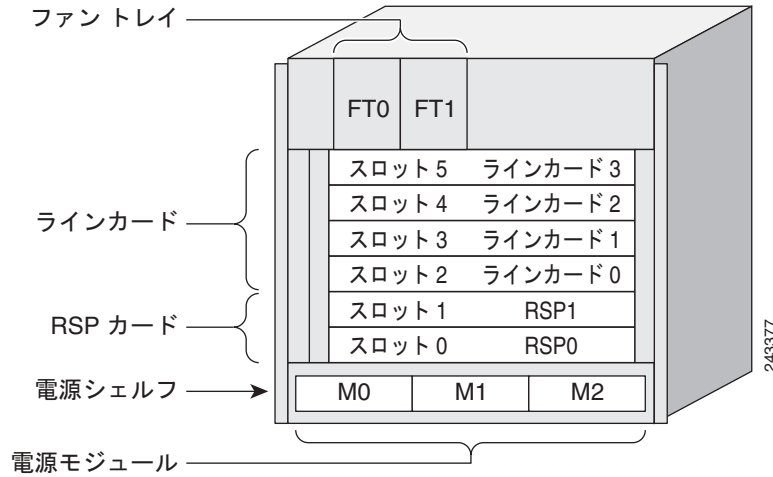 ファン トレイ
FT0 FT1
スロット 5 ラインカード 3
スロット 4 ラインカード 2
ラインカード
スロット 3 ラインカード 1
スロット 2 ラインカード 0
スロット 1 RSP1
RSP カード
スロット 0 RSP0
電源シェルフ
M0 M1 M2
電源モジュール
243377